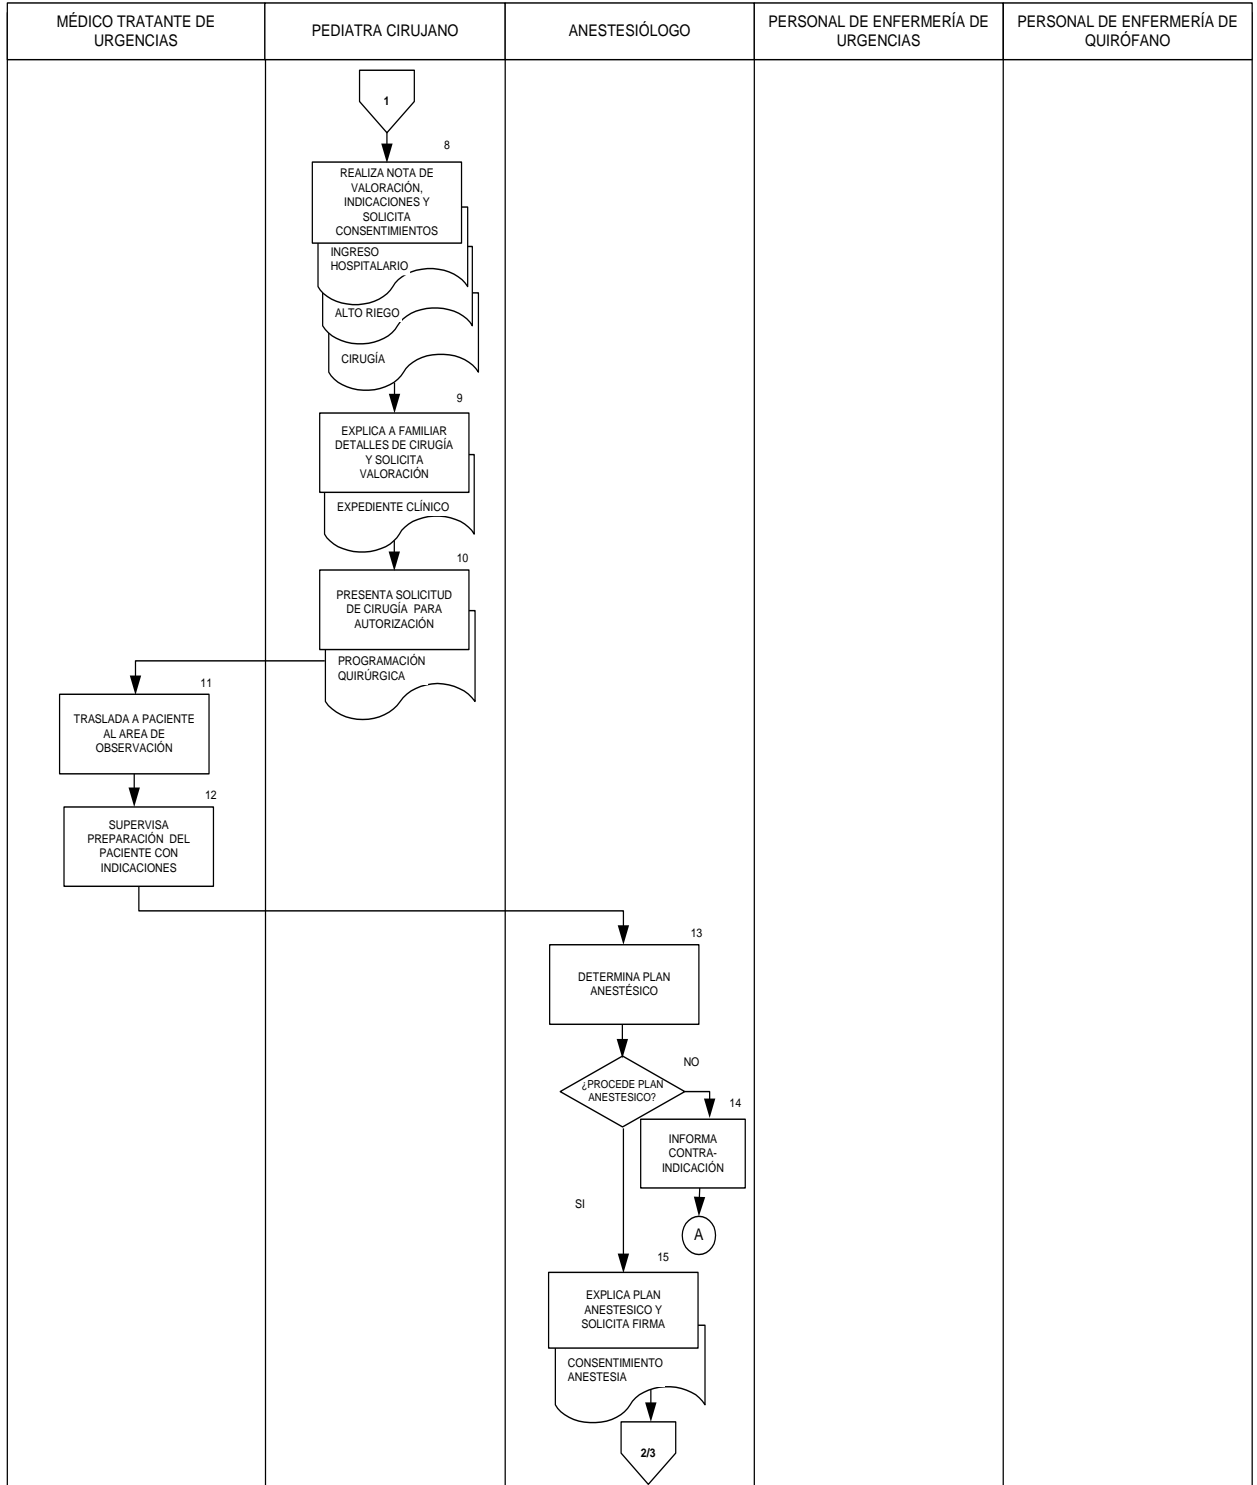 MÉDICO TRATANTE DE
URGENCIAS
PEDIATRA CIRUJANO
ANESTESIÓLOGO
PERSONAL DE ENFERMERÍA DE
URGENCIAS
PERSONAL DE ENFERMERÍA DE
QUIRÓFANO
1
8
REALIZA NOTA DE
VALORACIÓN,
INDICACIONES Y
SOLICITA
CONSENTIMIENTOS
INGRESO
HOSPITALARIO
ALTO RIEGO
CIRUGÍA
9
EXPLICA A FAMILIAR
DETALLES DE CIRUGÍA
Y SOLICITA
VALORACIÓN
EXPEDIENTE CLÍNICO
10
PRESENTA SOLICITUD
DE CIRUGÍA PARA
AUTORIZACIÓN
PROGRAMACIÓN
QUIRÚRGICA
11
TRASLADA A PACIENTE
AL AREA DE
OBSERVACIÓN
12
SUPERVISA
PREPARACIÓN DEL
PACIENTE CON
INDICACIONES
13
DETERMINA PLAN
ANESTÉSICO
¿PROCEDE PLAN
ANESTESICO?
NO
14
INFORMA
CONTRA-
INDICACIÓN
A
SI
15
EXPLICA PLAN
ANESTESICO Y
SOLICITA FIRMA
CONSENTIMIENTO
ANESTESIA
2/3